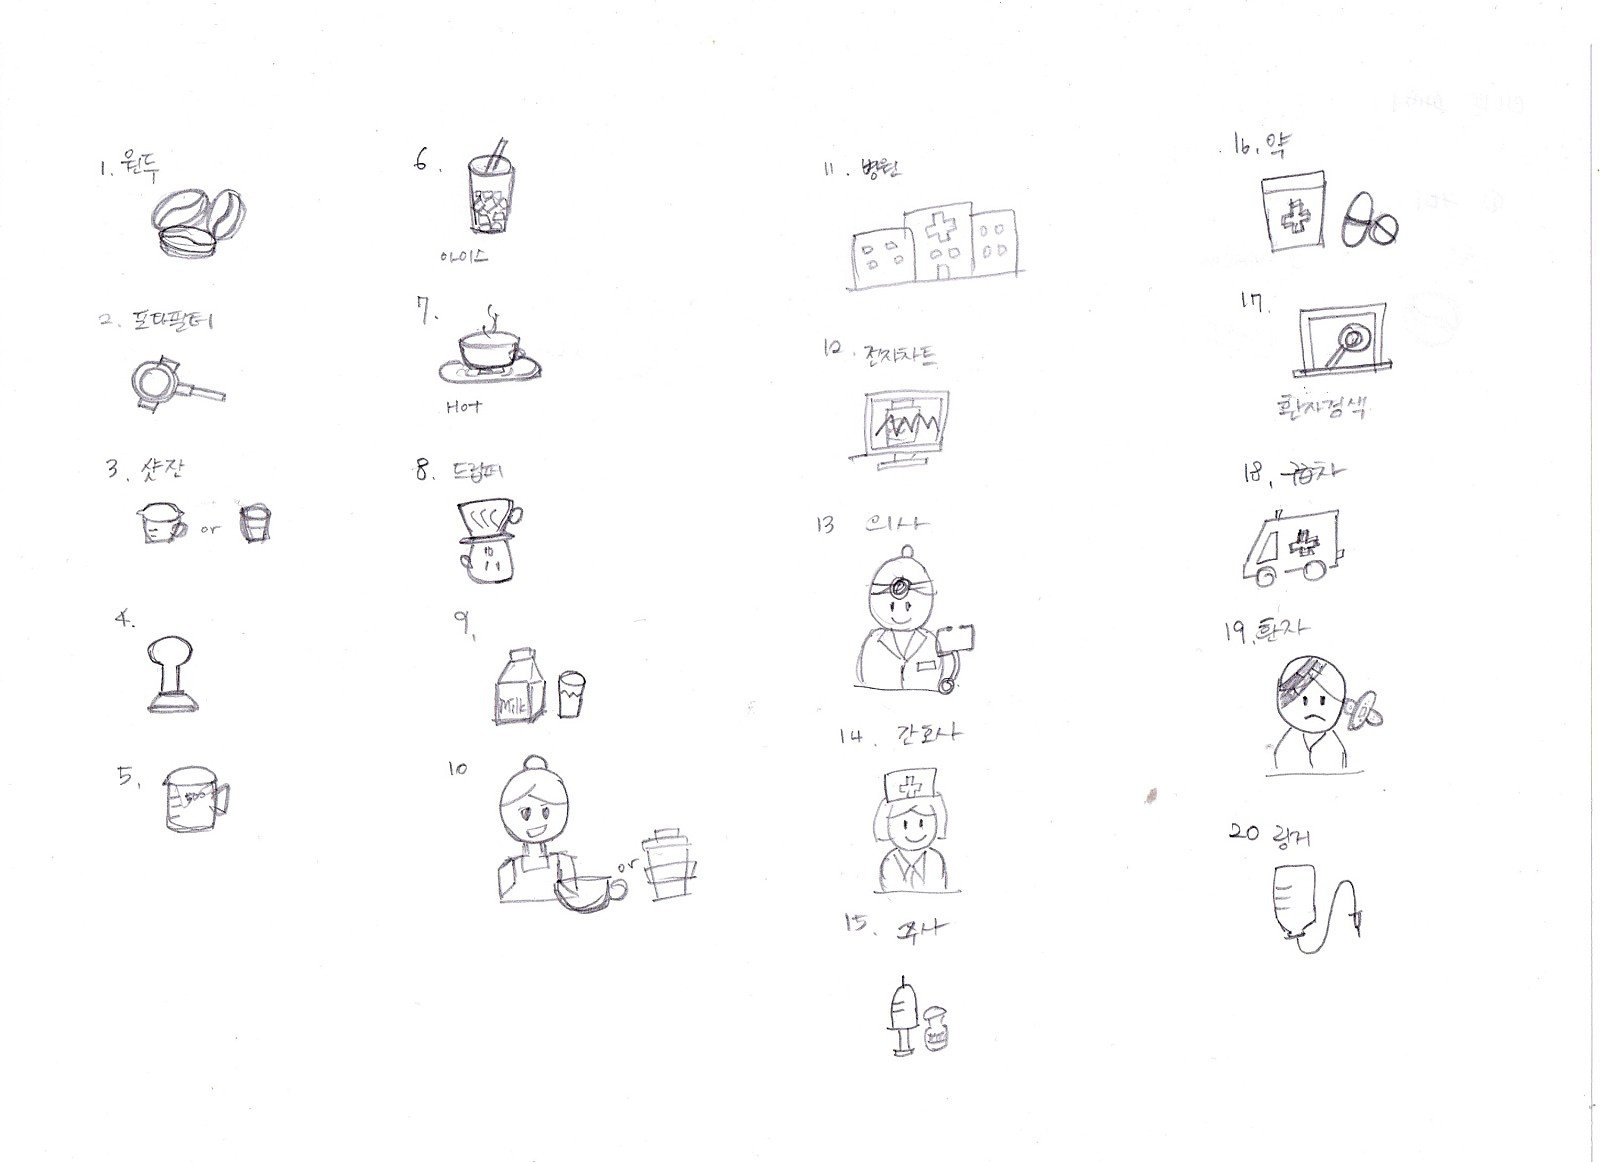 1. 원두
2. 포타필터
3. 샷잔
or
4.
5.
500
6.
아이스
7.
Hot
8. 드립퍼
9.
Milk
10
or
11. 병원
12. 전자차트
13 의사
14. 간호사
15. 주사
16. 약
17.
환자검색
18. 구급차
19. 환자
20 링거